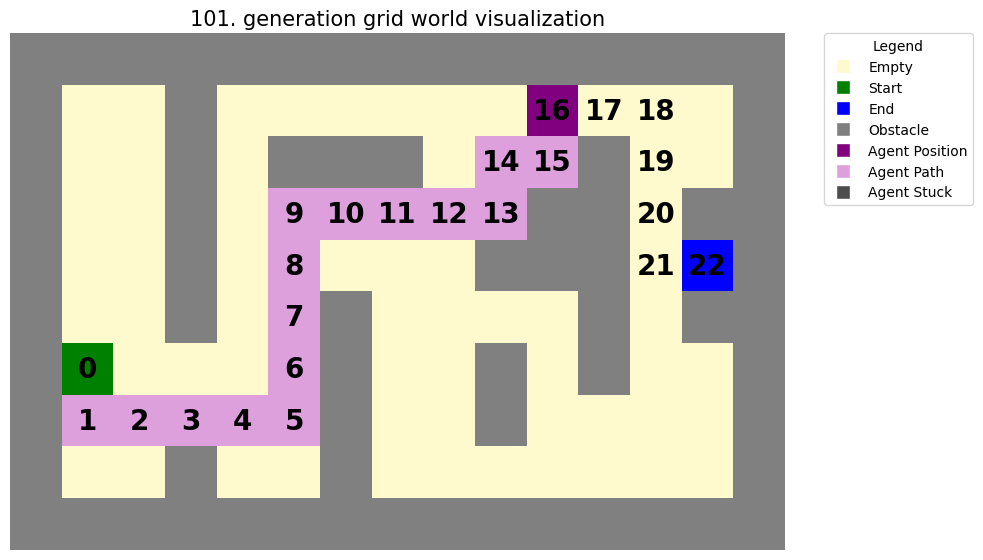 101. generation grid world visualization
Legend
Empty
Start
End
Obstacle
Agent Position
Agent Path
Agent Stuck
16 17 18
14 15 19
9 10 11 12 13 20
8 21 22
7
0 6
1 2 3 4 5